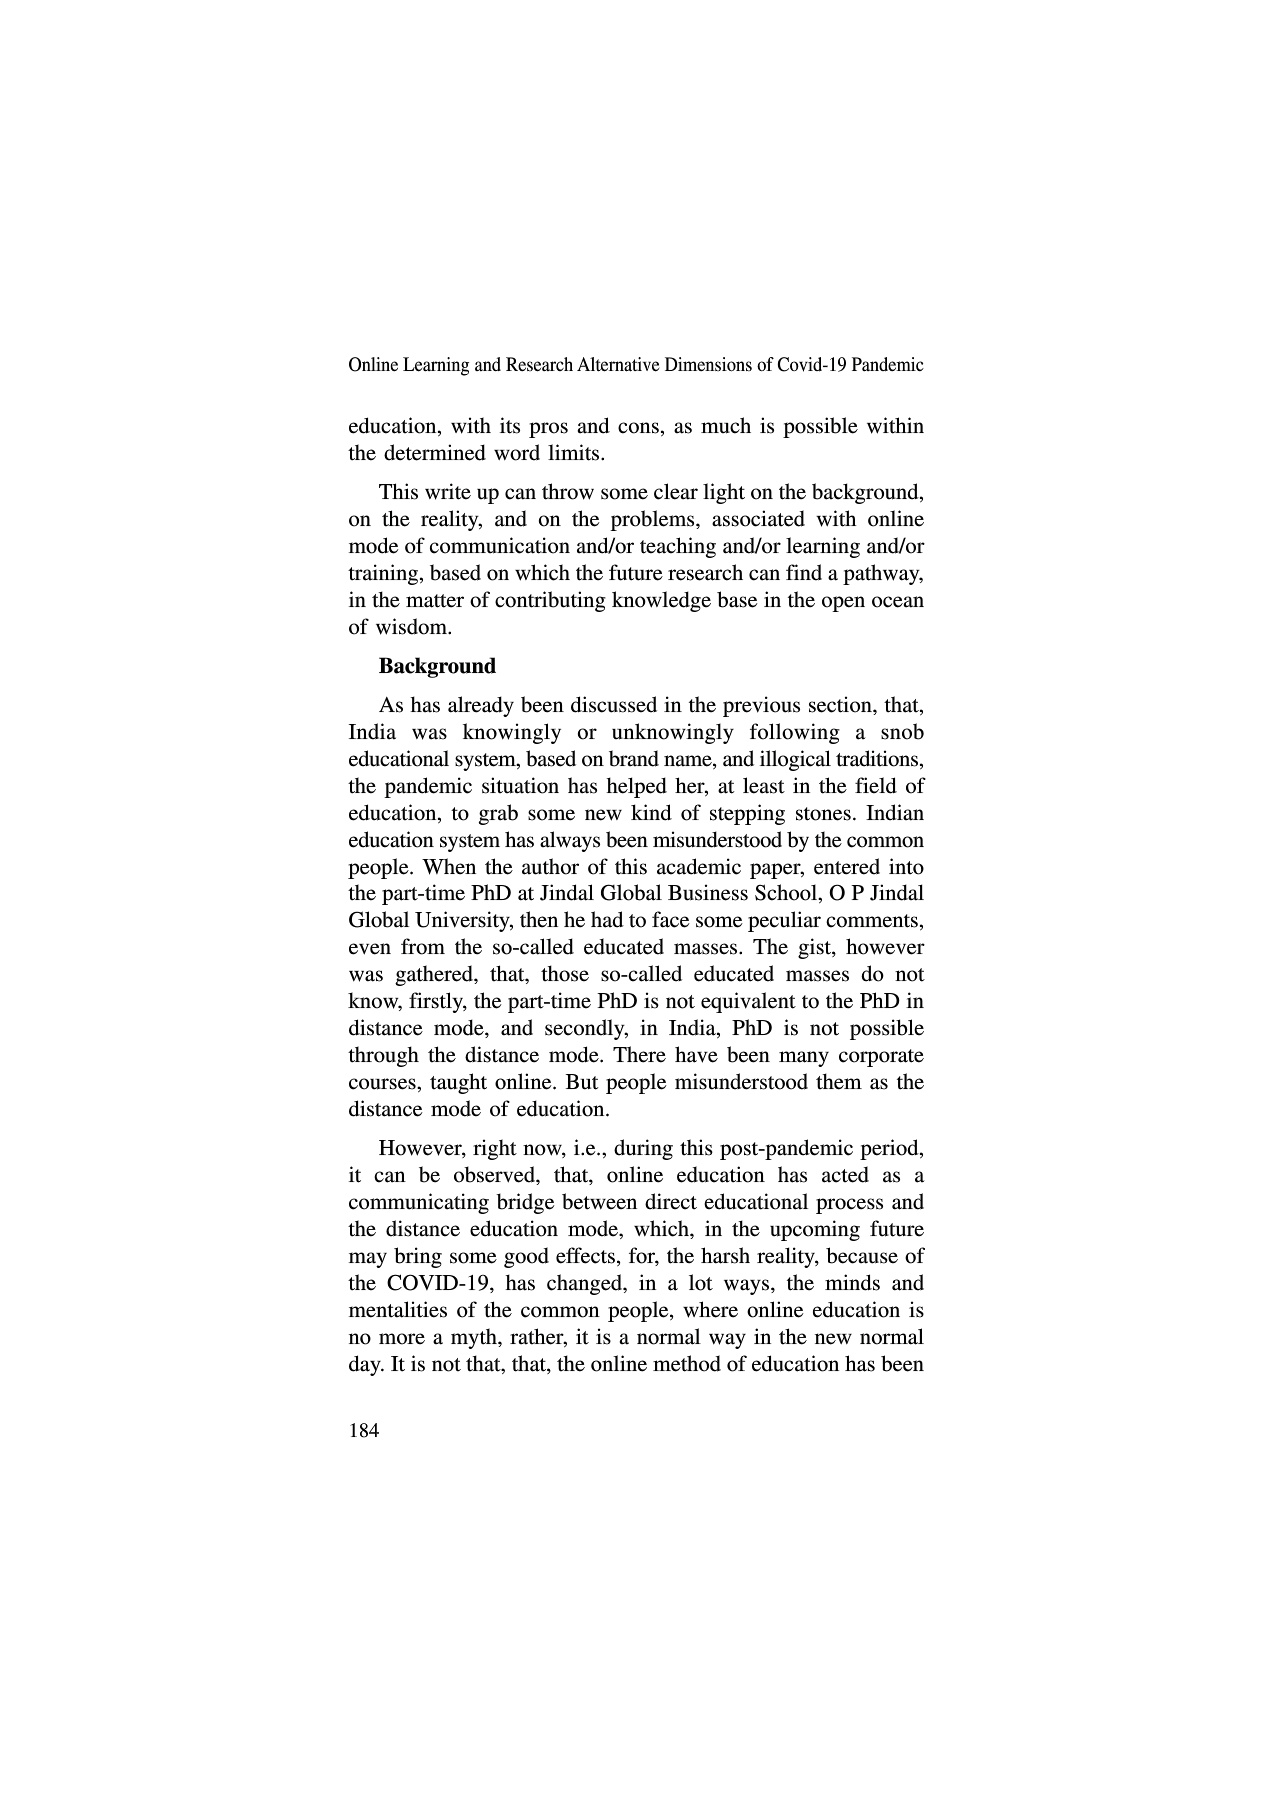 Online Learning and Research Alternative Dimensions of Covid-19 Pandemic
education, with its pros and cons, as much is possible within
the determined word limits.
This write up can throw some clear light on the background,
on the reality, and on the problems, associated with online
mode of communication and/or teaching and/or learning and/or
training, based on which the future research can find a pathway,
in the matter of contributing knowledge base in the open ocean
of wisdom.
Background
As has already been discussed in the previous section, that,
India was knowingly or unknowingly following a snob
educational system, based on brand name, and illogical traditions,
the pandemic situation has helped her, at least in the field of
education, to grab some new kind of stepping stones. Indian
education system has always been misunderstood by the common
people. When the author of this academic paper, entered into
the part-time PhD at Jindal Global Business School, O P Jindal
Global University, then he had to face some peculiar comments,
even from the so-called educated masses. The gist, however
was gathered, that, those so-called educated masses do not
know, firstly, the part-time PhD is not equivalent to the PhD in
distance mode, and secondly, in India, PhD is not possible
through the distance mode. There have been many corporate
courses, taught online. But people misunderstood them as the
distance mode of education.
However, right now, i.e., during this post-pandemic period,
it can be observed, that, online education has acted as a
communicating bridge between direct educational process and
the distance education mode, which, in the upcoming future
may bring some good effects, for, the harsh reality, because of
the COVID-19, has changed, in a lot ways, the minds and
mentalities of the common people, where online education is
no more a myth, rather, it is a normal way in the new normal
day. It is not that, that, the online method of education has been
184